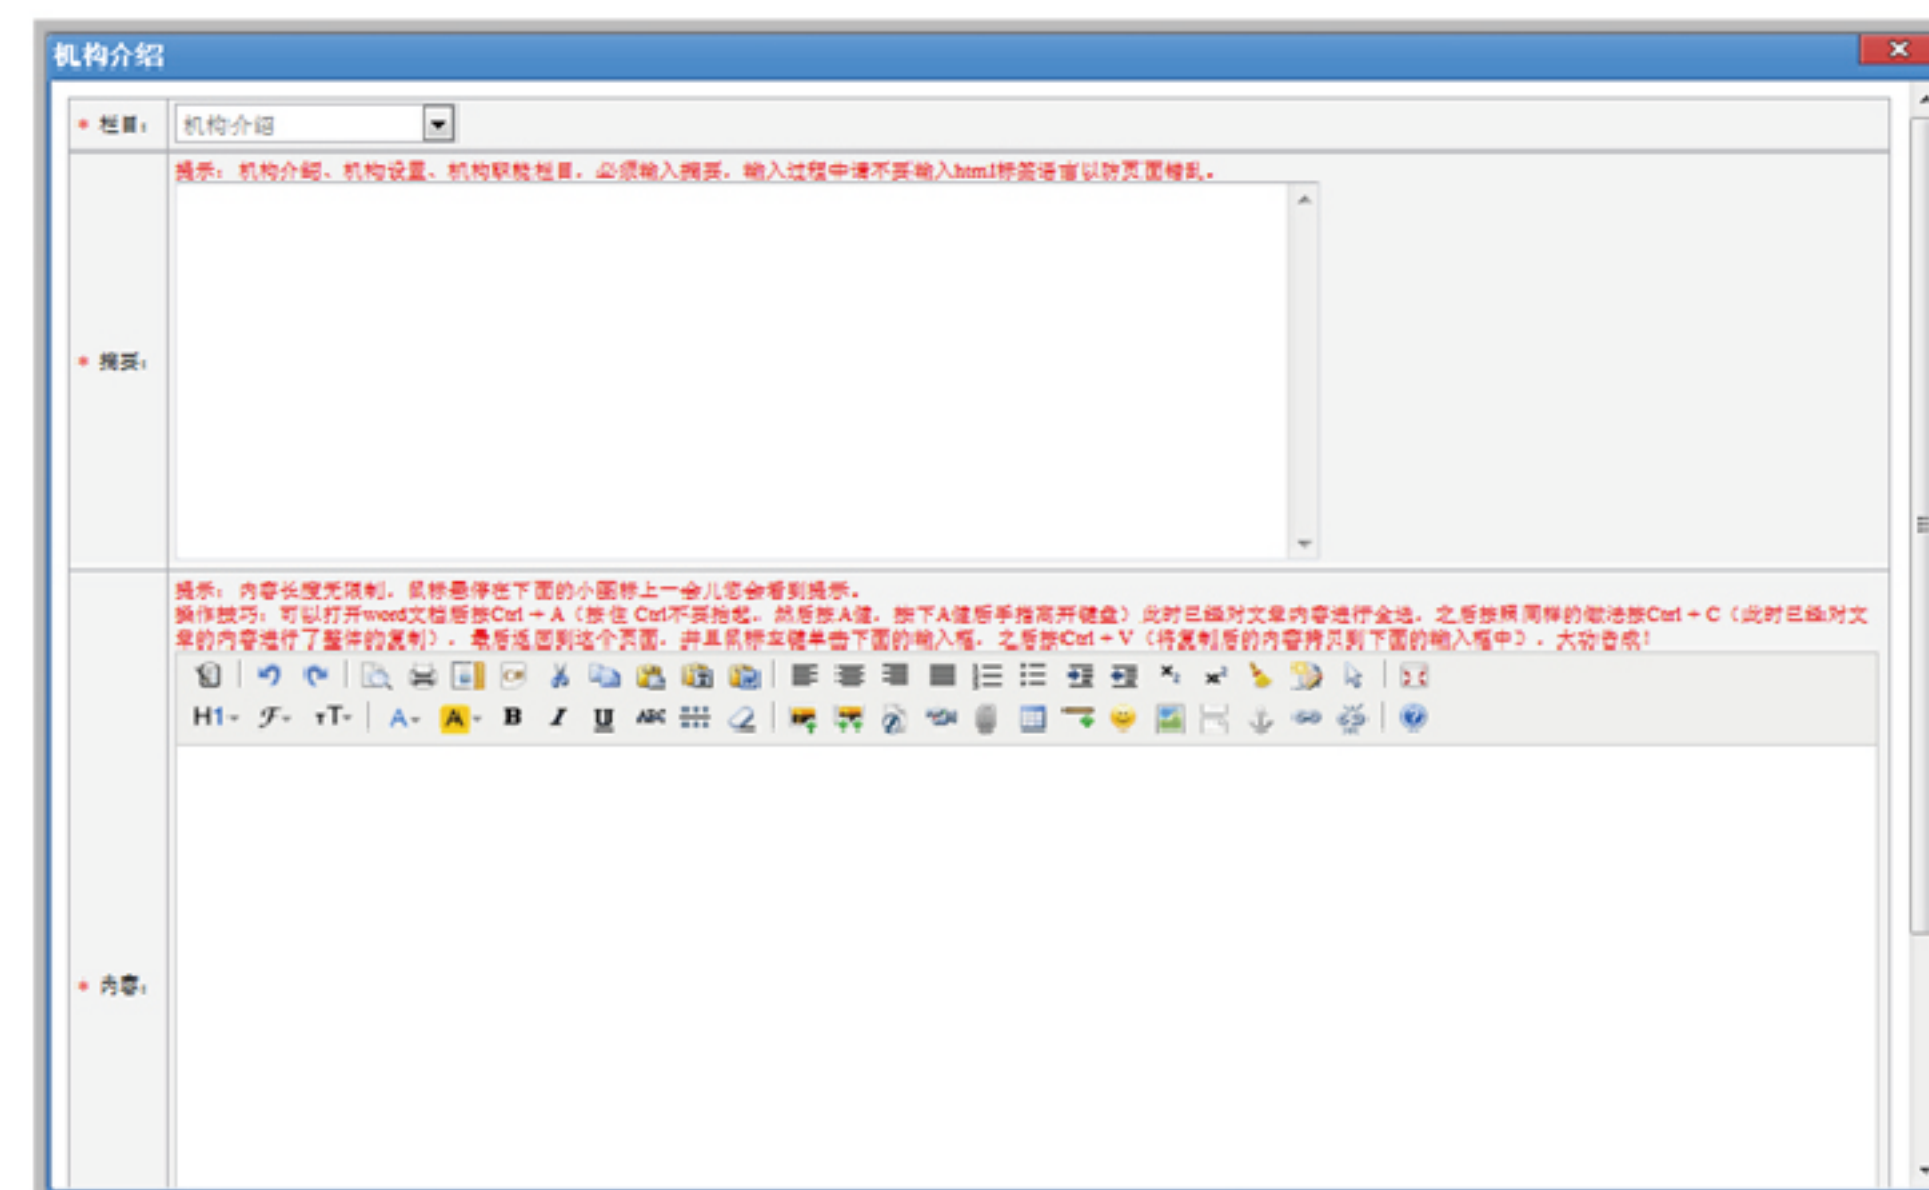 机构介绍
* 栏目: 机构介绍
提示: 机构介绍、机构设置、机构职能栏目, 必须输入摘要, 输入过程中请不要输入html标签语言以防页面错乱。
* 摘要:
提示: 内容长度无限制, 鼠标悬停在下面的小图标上一会儿您会看到提示。
操作技巧: 可以打开word文档后按Ctrl + A (按住 Ctrl不要抬起, 然后按A健, 按下A健后手指离开键盘) 此时已经对文章内容进行全选, 之后按照同样的做法按Ctrl + C (此时已经对文
章的内容进行了整体的复制), 最后返回到这个页面, 并且鼠标左键单击下面的输入框, 之后按Ctrl + V (将复制后的内容拷贝到下面的输入框中), 大功告成!
H1 F TT A A B I U ABC
* 内容: